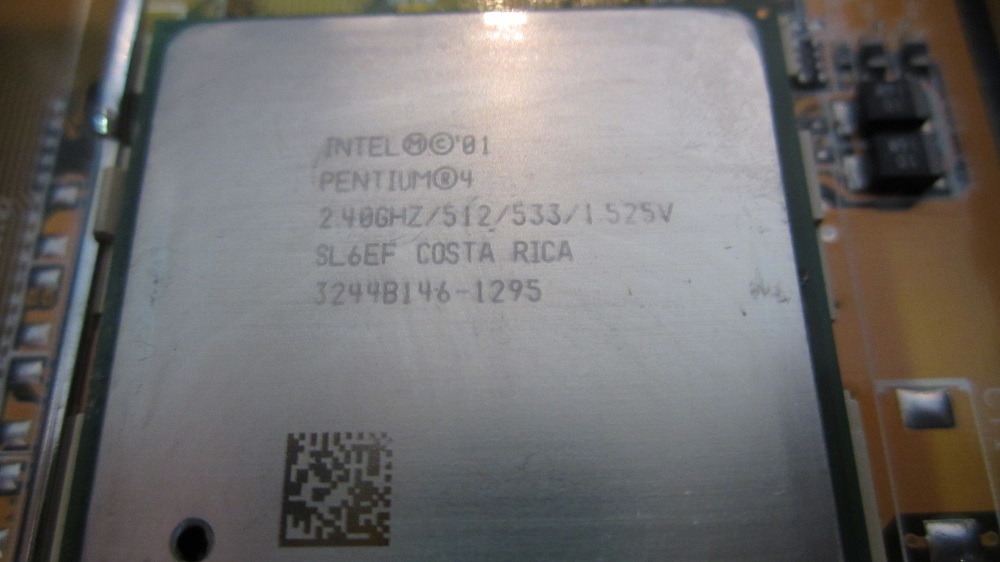 INTEL Ⓜ©'01
PENTIUM®4
2.40GHZ/512/533/1.525V
SL6EF COSTA RICA
3244B146-1295